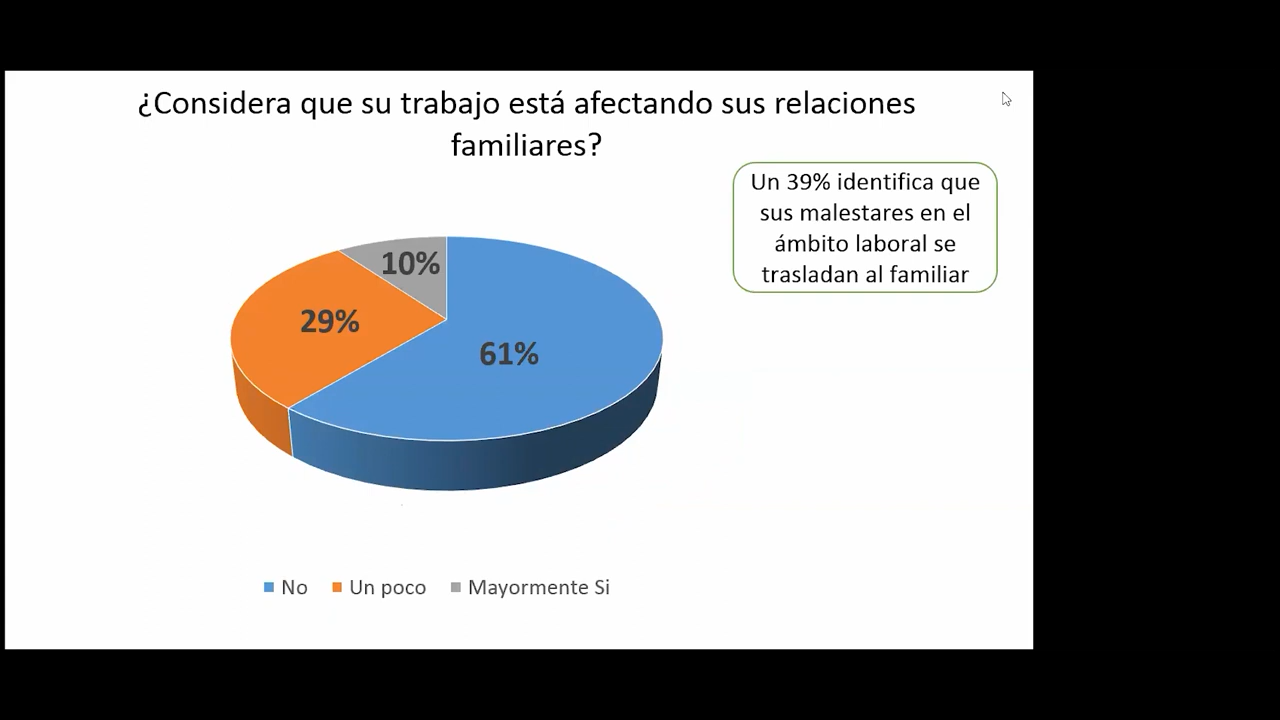 ¿Considera que su trabajo está afectando sus relaciones
familiares?
Un 39% identifica que
sus malestares en el
ámbito laboral se
trasladan al familiar
10%
29%
61%
No
Un poco
Mayormente Si